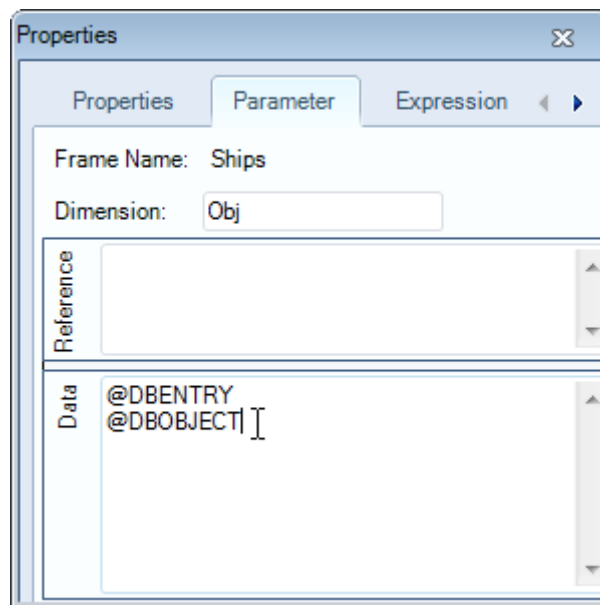 Properties
Properties Parameter Expression
Frame Name: Ships
Dimension: Obj
Reference
Data
@DBENTRY
@DBOBJECT